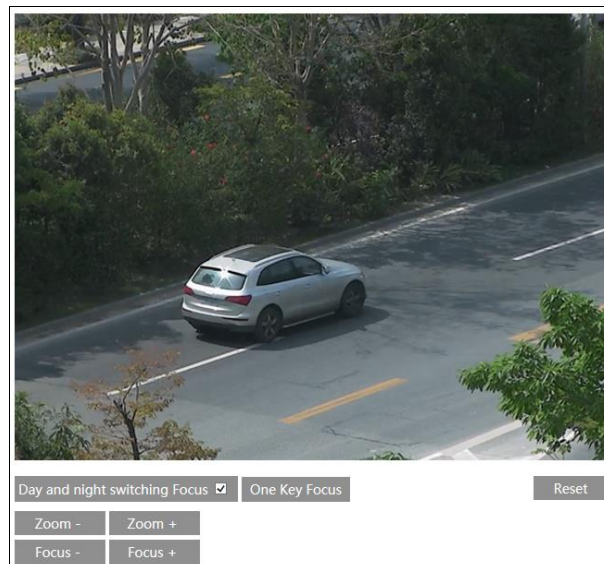 Day and night switching Focus One Key Focus Reset
Zoom - Zoom +
Focus - Focus +